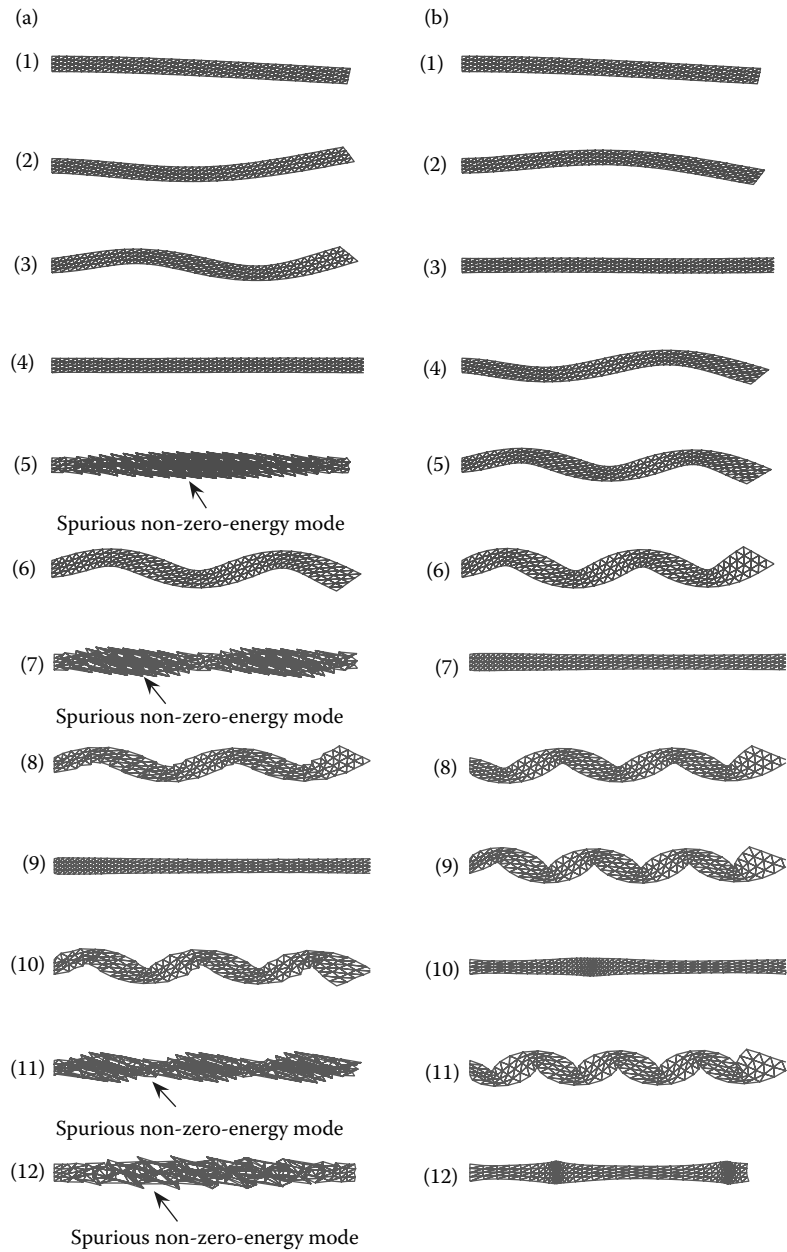 (a) (b)
(1) (1)
(2) (2)
(3) (3)
(4) (4)
(5) (5)
Spurious non-zero-energy mode
(6) (6)
(7) (7)
Spurious non-zero-energy mode
(8) (8)
(9) (9)
(10) (10)
(11) (11)
Spurious non-zero-energy mode
(12) (12)
Spurious non-zero-energy mode